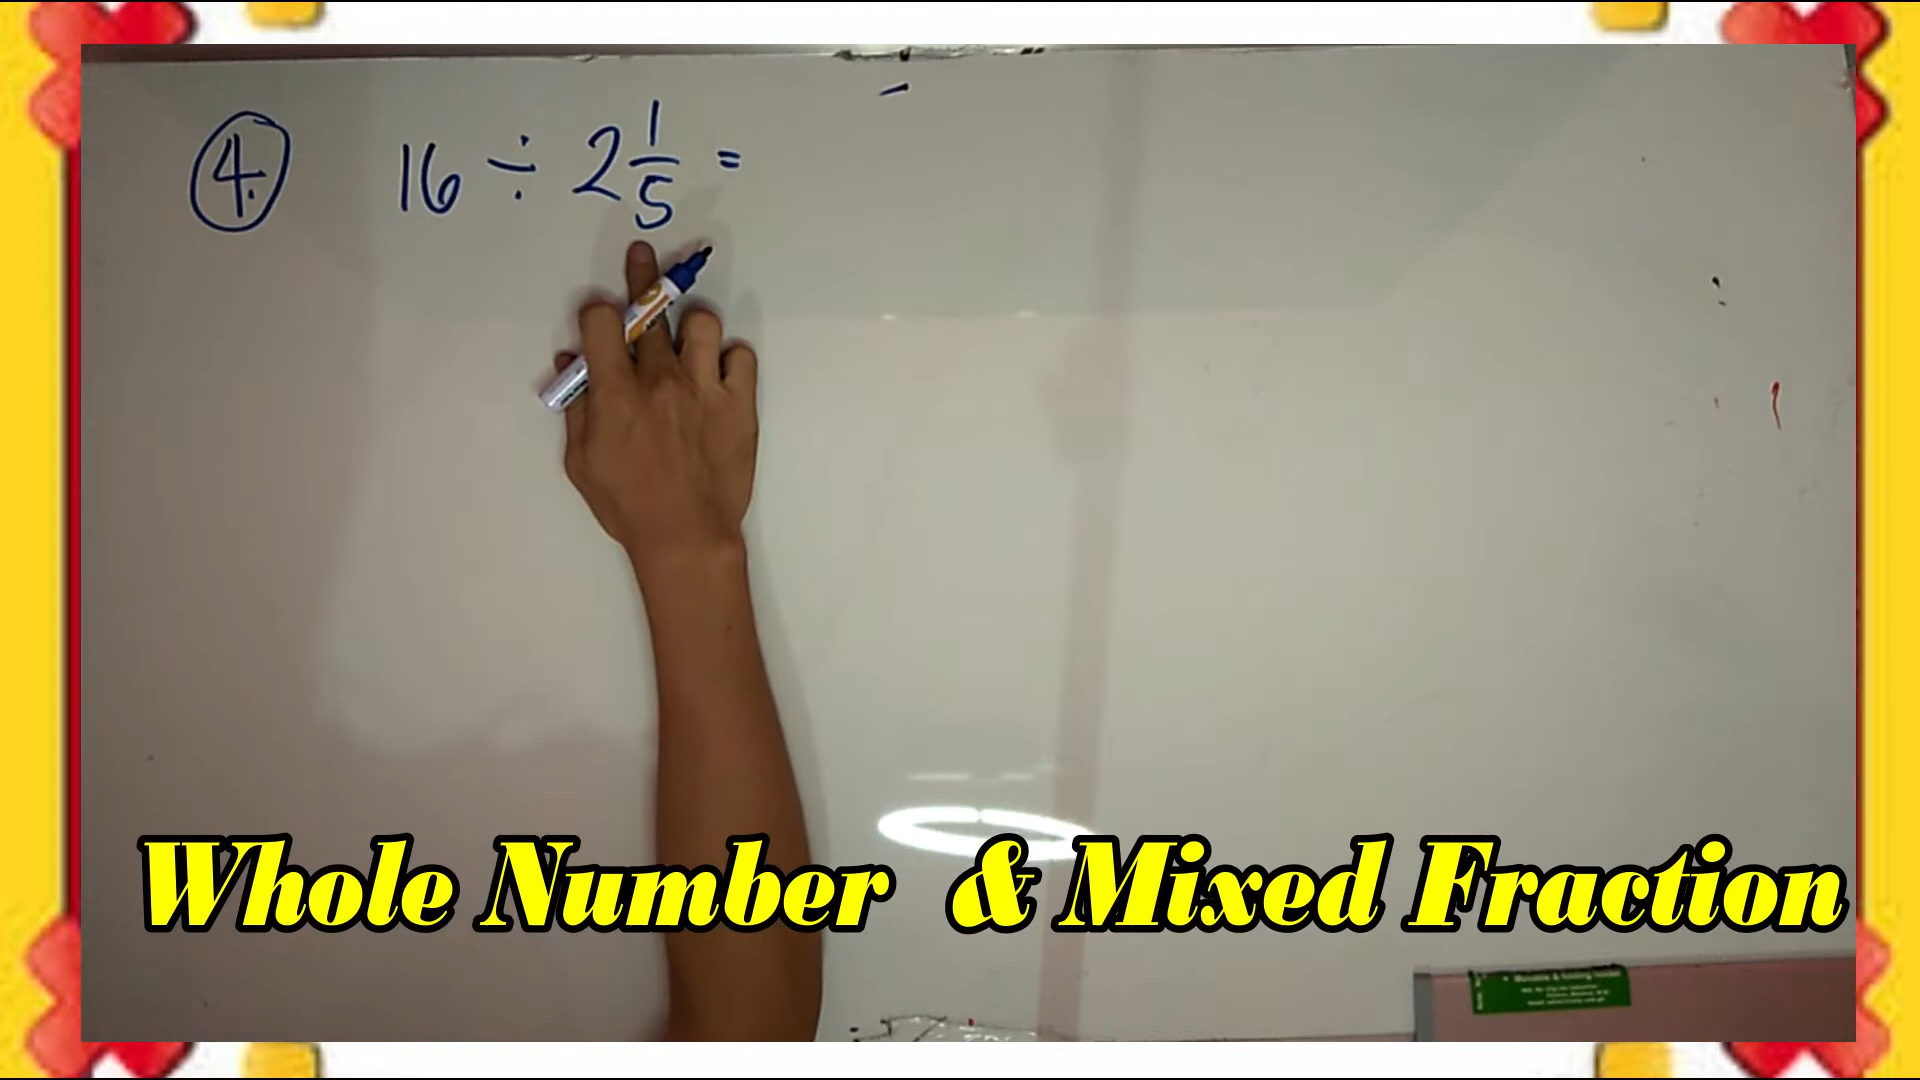 4. 16 ÷ 2 1/5 =
Whole Number & Mixed Fraction